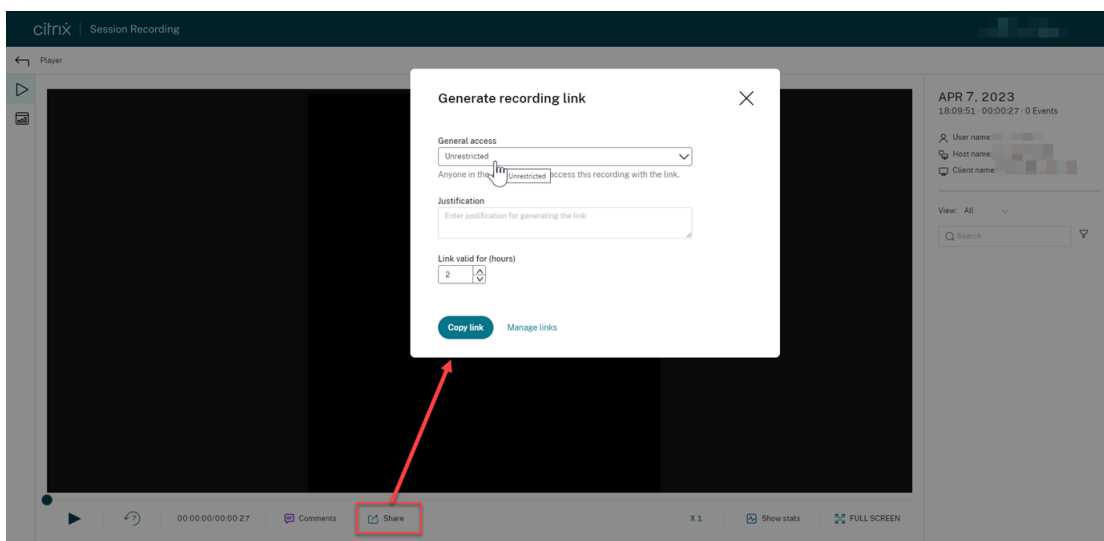 citrix | Session Recording
Player
Generate recording link
General access
Unrestricted
Anyone in the Unrestricted access this recording with the link.
Justification
Enter justification for generating the link
Link valid for (hours)
2
Copy link Manage links
APR 7, 2023
18:09:51 · 00:00:27 · 0 Events
User name:
Host name:
Client name:
View: All
Search
00:00:00/00:00:27 Comments Share X 1 Show stats FULL SCREEN